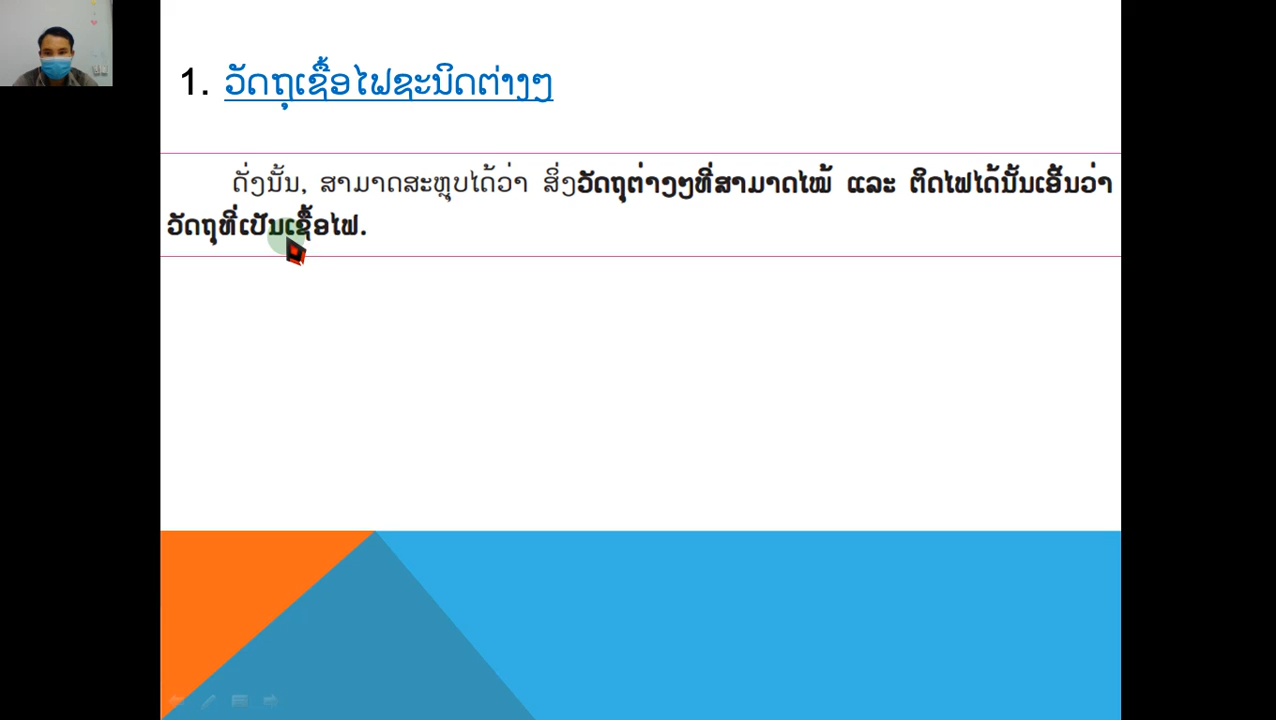 1. ວັດຖຸເຊື້ອໄຟຊະນິດຕ່າງໆ
ດັ່ງນັ້ນ, ສາມາດສະຫຼຸບໄດ້ວ່າ ສິ່ງວັດຖຸຕ່າງໆທີ່ສາມາດໄໝ້ ແລະ ຕິດໄຟໄດ້ນັ້ນເອີ້ນວ່າ
ວັດຖຸທີ່ເປັນເຊື້ອໄຟ.